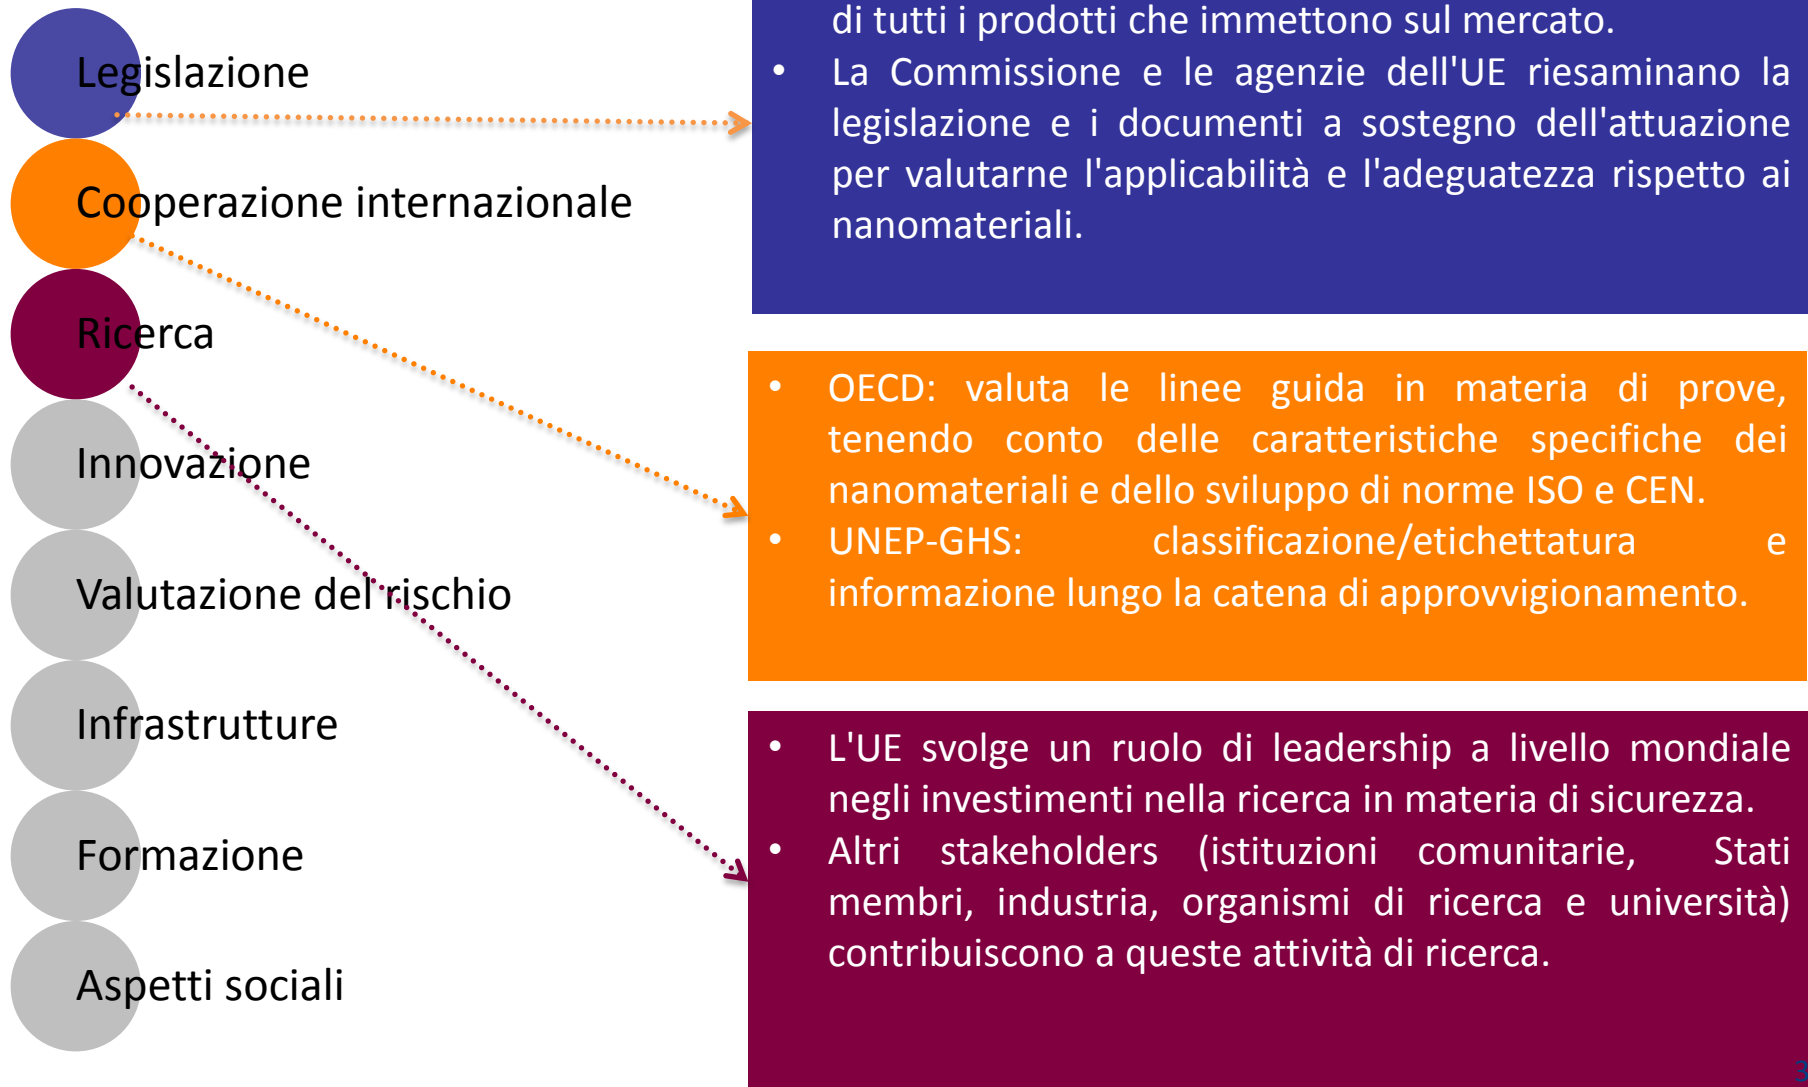 Legislazione
Cooperazione internazionale
Ricerca
Innovazione
Valutazione del rischio
Infrastrutture
Formazione
Aspetti sociali
di tutti i prodotti che immettono sul mercato.
• La Commissione e le agenzie dell'UE riesaminano la
legislazione e i documenti a sostegno dell'attuazione
per valutarne l'applicabilità e l'adeguatezza rispetto ai
nanomateriali.
• OECD: valuta le linee guida in materia di prove,
tenendo conto delle caratteristiche specifiche dei
nanomateriali e dello sviluppo di norme ISO e CEN.
• UNEP-GHS: classificazione/etichettatura e
informazione lungo la catena di approvvigionamento.
• L'UE svolge un ruolo di leadership a livello mondiale
negli investimenti nella ricerca in materia di sicurezza.
• Altri stakeholders (istituzioni comunitarie, Stati
membri, industria, organismi di ricerca e università)
contribuiscono a queste attività di ricerca.
3